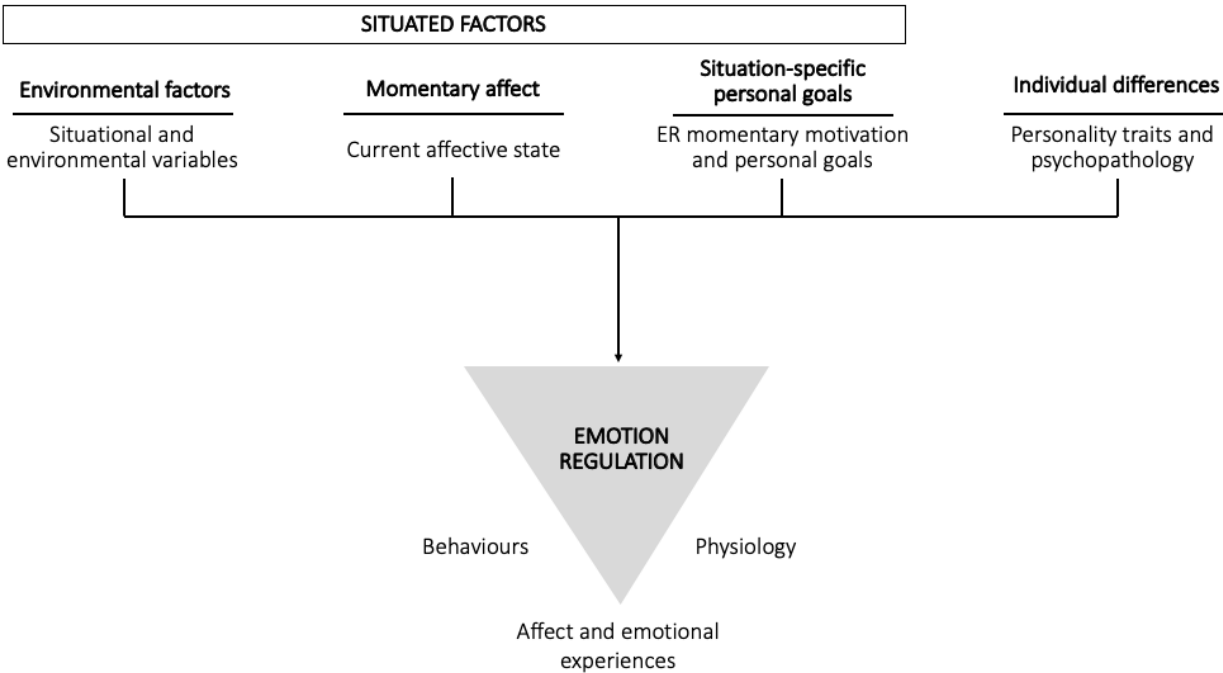 SITUATED FACTORS
Environmental factors
Situational and
environmental variables
Momentary affect
Current affective state
Situation-specific
personal goals
ER momentary motivation
and personal goals
Individual differences
Personality traits and
psychopathology
EMOTION
REGULATION
Behaviours
Physiology
Affect and emotional
experiences